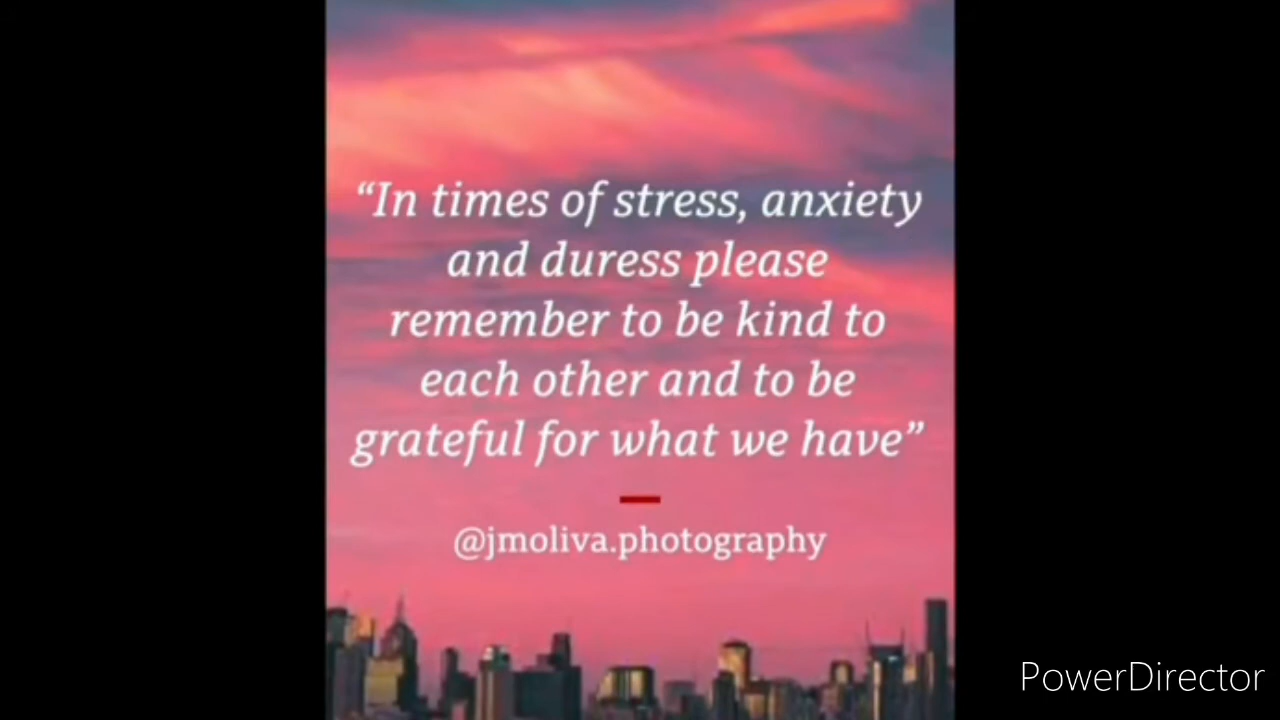 “In times of stress, anxiety
and duress please
remember to be kind to
each other and to be
grateful for what we have”
@jmoliva.photography
PowerDirector